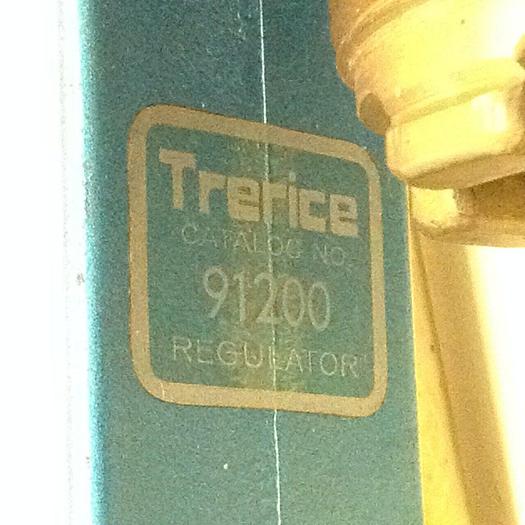 Trerice
CATALOG NO.
91200
REGULATOR